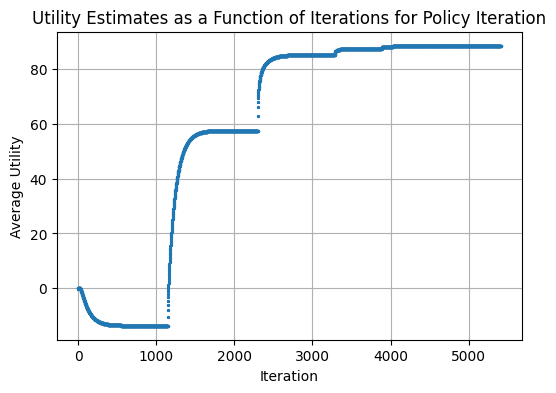 Utility Estimates as a Function of Iterations for Policy Iteration
80
60
40
20
0
Average Utility
0 1000 2000 3000 4000 5000
Iteration